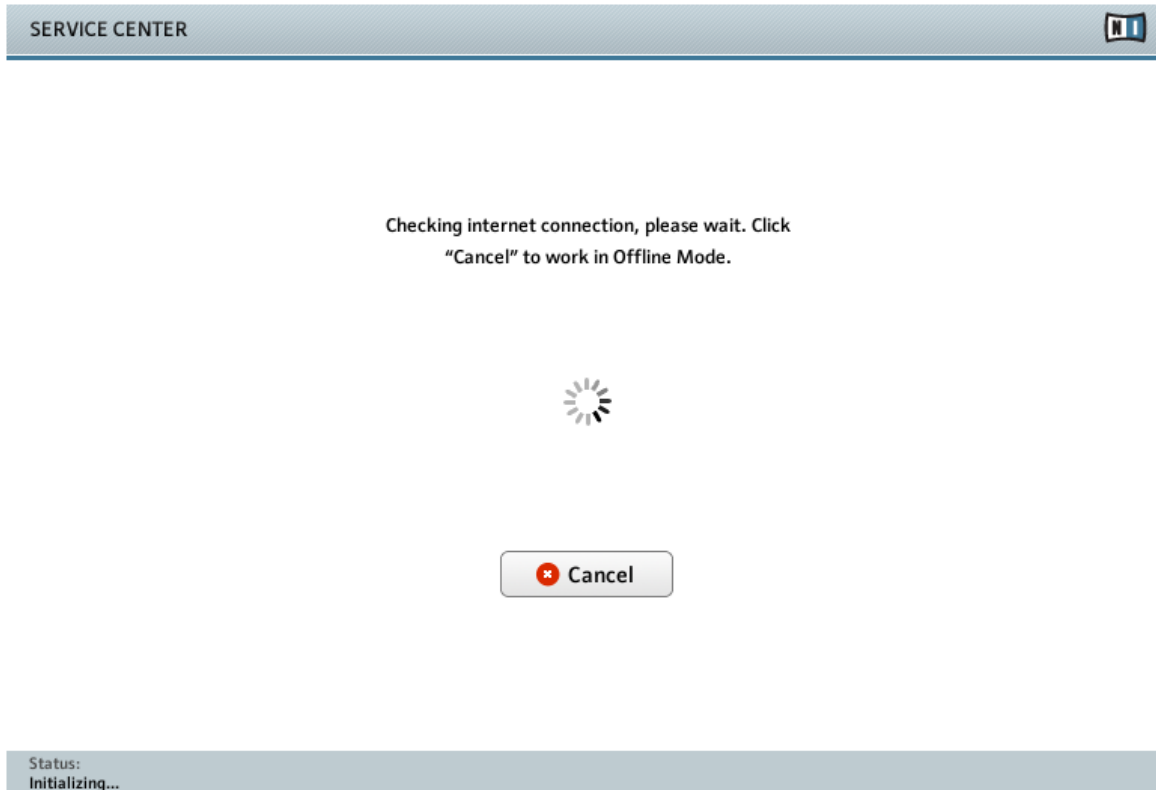 SERVICE CENTER
NI
Checking internet connection, please wait. Click
“Cancel” to work in Offline Mode.
Cancel
Status:
Initializing...